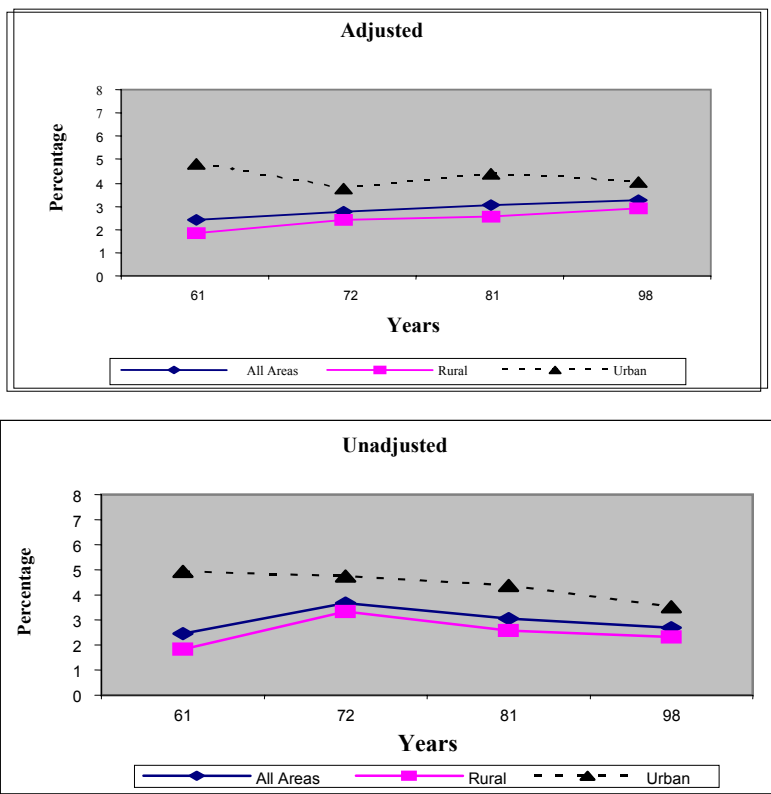 Adjusted
Percentage
8
7
6
5
4
3
2
1
0
61 72 81 98
Years
All Areas Rural Urban
Unadjusted
Percentage
8
7
6
5
4
3
2
1
0
61 72 81 98
Years
All Areas Rural Urban